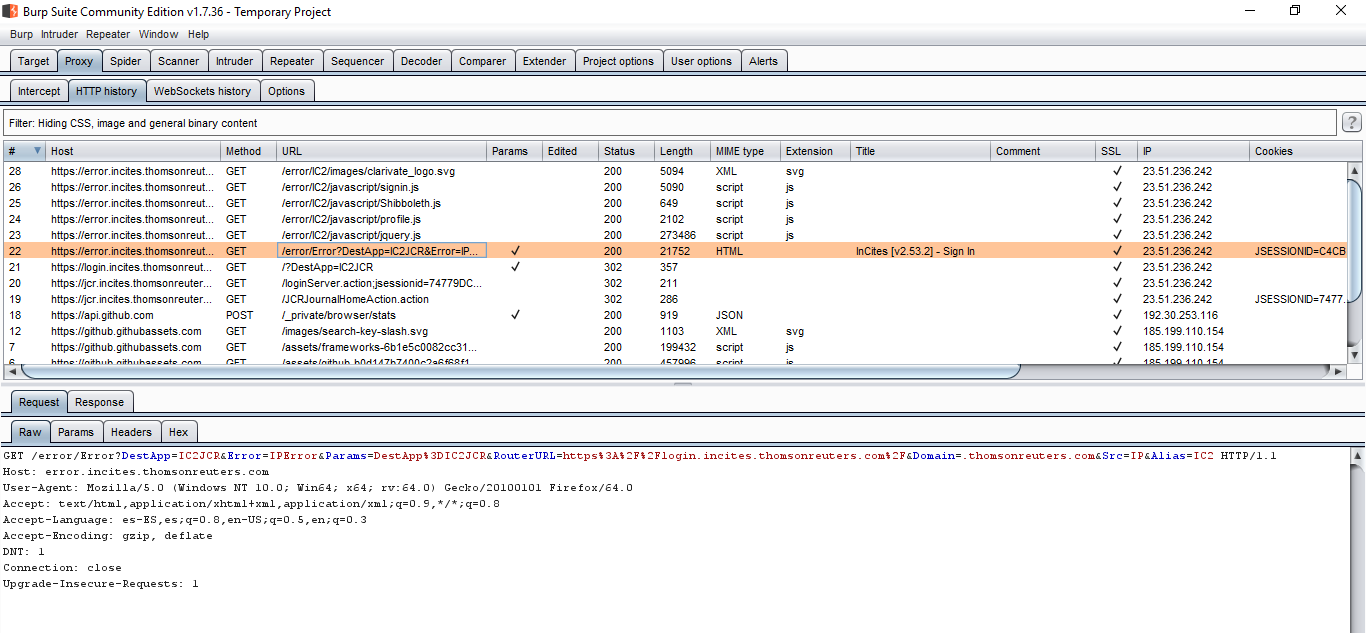 Burp Suite Community Edition v1.7.36 - Temporary Project
Burp Intruder Repeater Window Help
Target Proxy Spider Scanner Intruder Repeater Sequencer Decoder Comparer Extender Project options User options Alerts
Intercept HTTP history WebSockets history Options
Filter: Hiding CSS, image and general binary content ?
# Host Method URL Params Edited Status Length MIME type Extension Title Comment SSL IP Cookies
28 https://error.incites.thomsonreut... GET /error/IC2/images/clarivate_logo.svg 200 5094 XML svg ✓ 23.51.236.242
26 https://error.incites.thomsonreut... GET /error/IC2/javascript/signin.js 200 5090 script js ✓ 23.51.236.242
25 https://error.incites.thomsonreut... GET /error/IC2/javascript/Shibboleth.js 200 649 script js ✓ 23.51.236.242
24 https://error.incites.thomsonreut... GET /error/IC2/javascript/profile.js 200 2102 script js ✓ 23.51.236.242
23 https://error.incites.thomsonreut... GET /error/IC2/javascript/jquery.js 200 273486 script js ✓ 23.51.236.242
22 https://error.incites.thomsonreut... GET /error/Error?DestApp=IC2JCR&Error=IP... ✓ 200 21752 HTML InCites [v2.53.2] - Sign In ✓ 23.51.236.242 JSESSIONID=C4CB
21 https://login.incites.thomsonreut... GET /?DestApp=IC2JCR ✓ 302 357 ✓ 23.51.236.242
20 https://jcr.incites.thomsonreuter... GET /loginServer.action;jsessionid=74779DC... 302 211 ✓ 23.51.236.242
19 https://jcr.incites.thomsonreuter... GET /JCRJournalHomeAction.action 302 286 ✓ 23.51.236.242 JSESSIONID=7477...
18 https://api.github.com POST /_private/browser/stats ✓ 200 919 JSON ✓ 192.30.253.116
12 https://github.githubassets.com GET /images/search-key-slash.svg 200 1103 XML svg ✓ 185.199.110.154
7 https://github.githubassets.com GET /assets/frameworks-6b1e5c0082cc31... 200 199432 script js ✓ 185.199.110.154
6 https://github.githubassets.com GET /assets/github-b0d147b7400c2a6f68f1... 200 457996 script js ✓ 185.199.110.154
Request Response
Raw Params Headers Hex
GET /error/Error?DestApp=IC2JCR&Error=IPError&Params=DestApp%3DIC2JCR&RouterURL=https%3A%2F%2Flogin.incites.thomsonreuters.com%2F&Domain=.thomsonreuters.com&Src=IP&Alias=IC2 HTTP/1.1
Host: error.incites.thomsonreuters.com
User-Agent: Mozilla/5.0 (Windows NT 10.0; Win64; x64; rv:64.0) Gecko/20100101 Firefox/64.0
Accept: text/html,application/xhtml+xml,application/xml;q=0.9,*/*;q=0.8
Accept-Language: es-ES,es;q=0.8,en-US;q=0.5,en;q=0.3
Accept-Encoding: gzip, deflate
DNT: 1
Connection: close
Upgrade-Insecure-Requests: 1